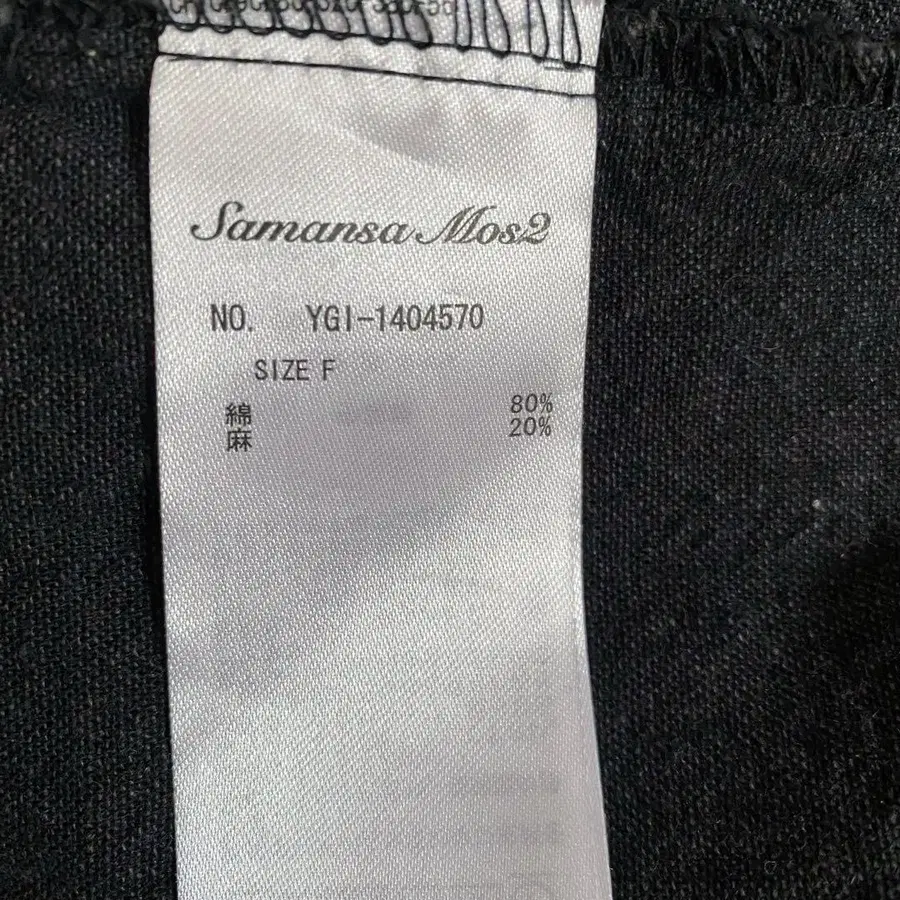 Samansa Mos2
NO. YGI-1404570
SIZE F
綿 80%
麻 20%